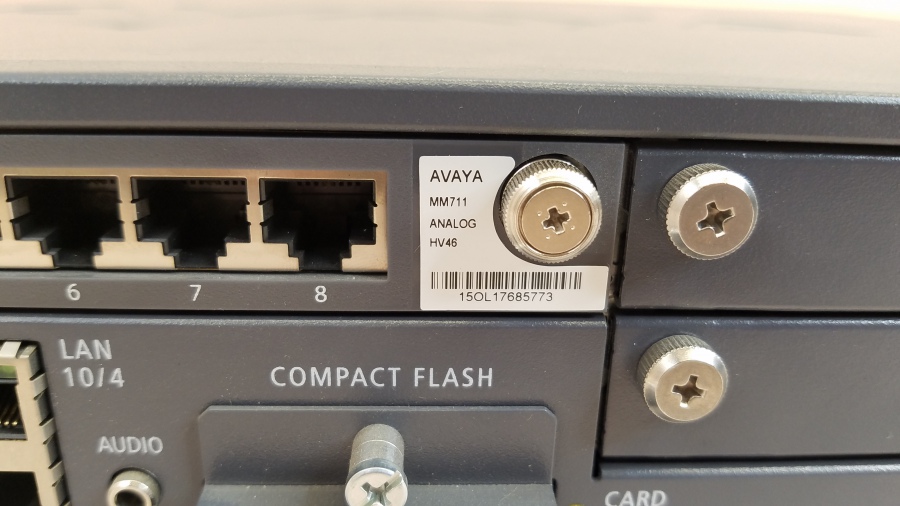 AVAYA
MM711
ANALOG
HV46
15OL17685773
6 7 8
LAN
10/4
COMPACT FLASH
AUDIO
CARD